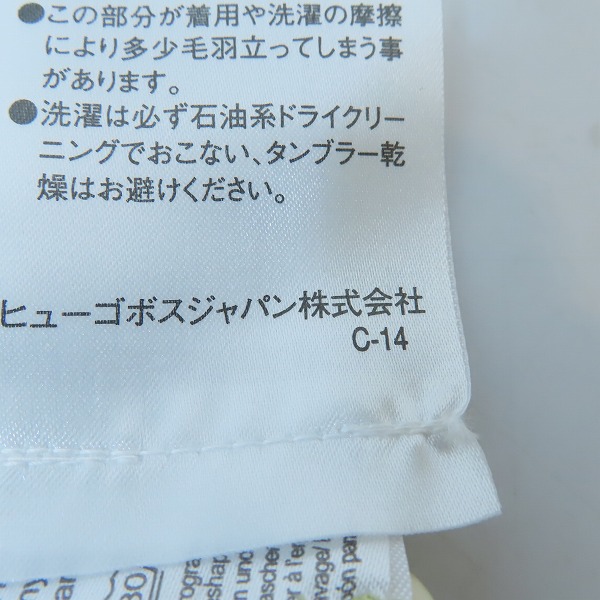 ●この部分が着用や洗濯の摩擦
により多少毛羽立ってしまう事
があります。
●洗濯は必ず石油系ドライクリー
ニングでおこない、タンブラー乾
燥はお避けください。
ヒューゴボスジャパン株式会社
C-14